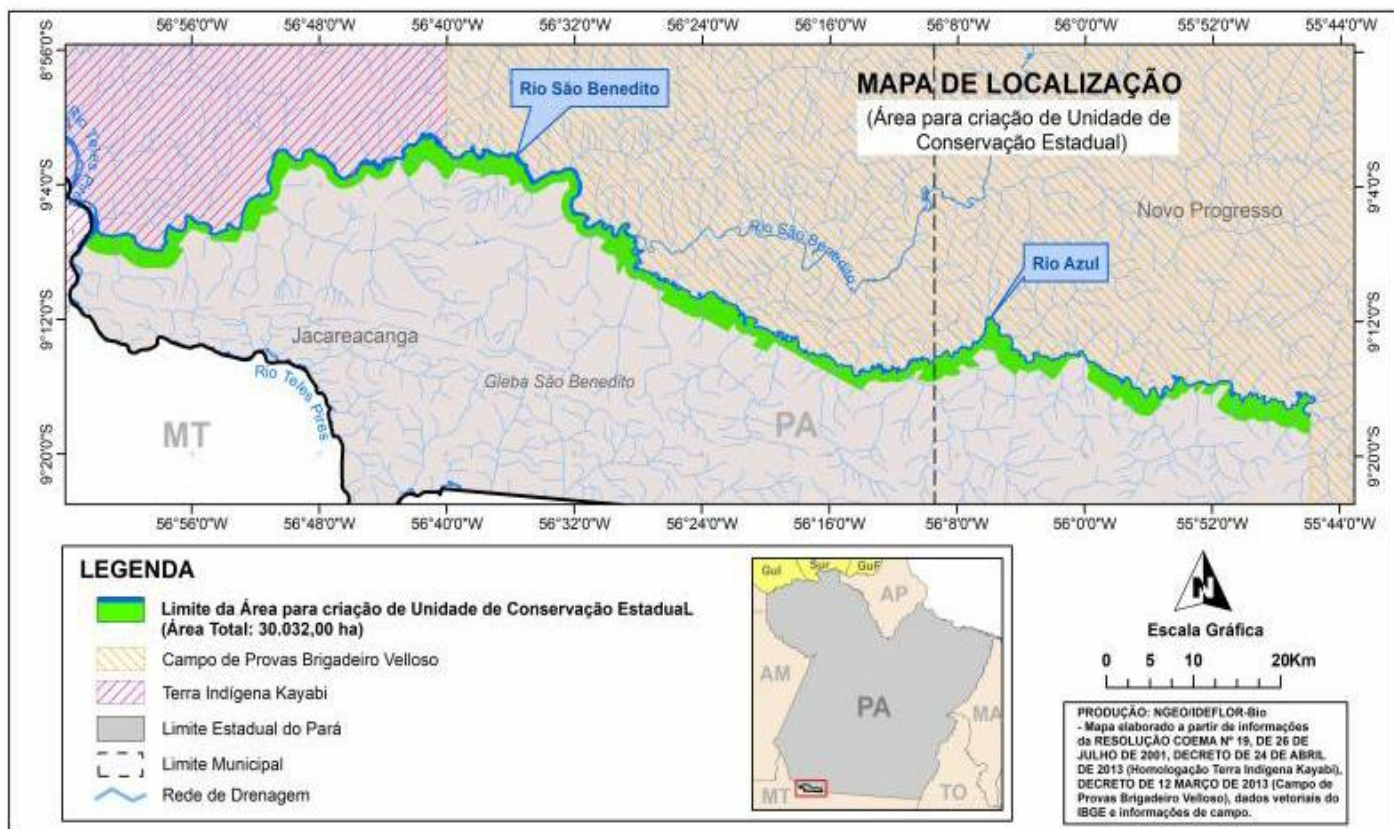 56°56'0"W 56°48'0"W 56°40'0"W 56°32'0"W 56°24'0"W 56°16'0"W 56°8'0"W 56°0'0"W 55°52'0"W 55°44'0"W
8°56'0"S
8°56'0"S
MAPA DE LOCALIZAÇÃO
(Área para criação de Unidade de
Conservação Estadual)
Rio São Benedito
Rio Teles Pires
9°4'0"S
9°4'0"S
Novo Progresso
Rio São Benedito
Rio Azul
9°12'0"S
9°12'0"S
Jacareacanga
Gleba São Benedito
Rio Teles Pires
MT
PA
9°20'0"S
9°20'0"S
56°56'0"W 56°48'0"W 56°40'0"W 56°32'0"W 56°24'0"W 56°16'0"W 56°8'0"W 56°0'0"W 55°52'0"W 55°44'0"W
LEGENDA
Limite da Área para criação de Unidade de Conservação EstaduaL
(Área Total: 30.032,00 ha)
Campo de Provas Brigadeiro Velloso
Terra Indígena Kayabi
Limite Estadual do Pará
Limite Municipal
Rede de Drenagem
Gui Sur GuF
AP
AM
PA
MA
MT
TO
N
Escala Gráfica
0 5 10 20Km
PRODUÇÃO: NGEO/IDEFLOR-Bio
- Mapa elaborado a partir de informações
da RESOLUÇÃO COEMA Nº 19, DE 26 DE
JULHO DE 2001, DECRETO DE 24 DE ABRIL
DE 2013 (Homologação Terra Indígena Kayabi),
DECRETO DE 12 MARÇO DE 2013 (Campo de
Provas Brigadeiro Velloso), dados vetoriais do
IBGE e informações de campo.